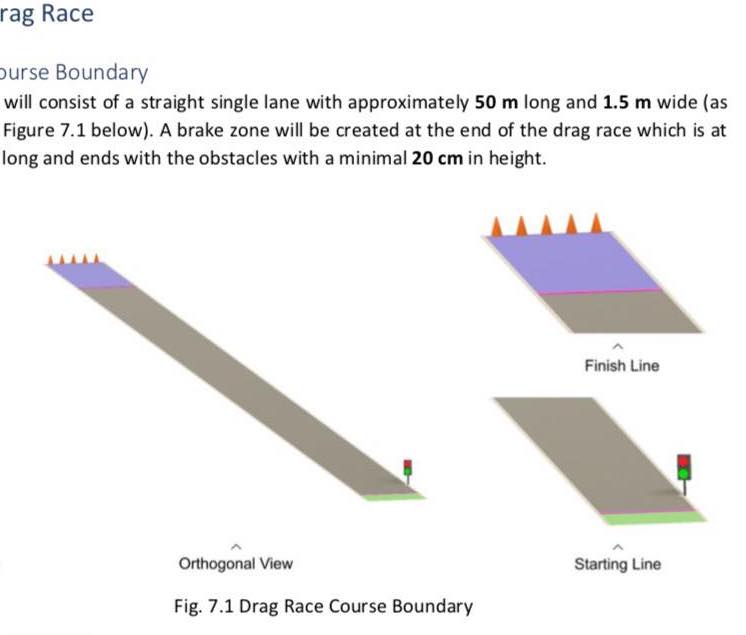 rag Race
ourse Boundary
will consist of a straight single lane with approximately 50 m long and 1.5 m wide (as
Figure 7.1 below). A brake zone will be created at the end of the drag race which is at
long and ends with the obstacles with a minimal 20 cm in height.
Finish Line
Orthogonal View
Starting Line
Fig. 7.1 Drag Race Course Boundary